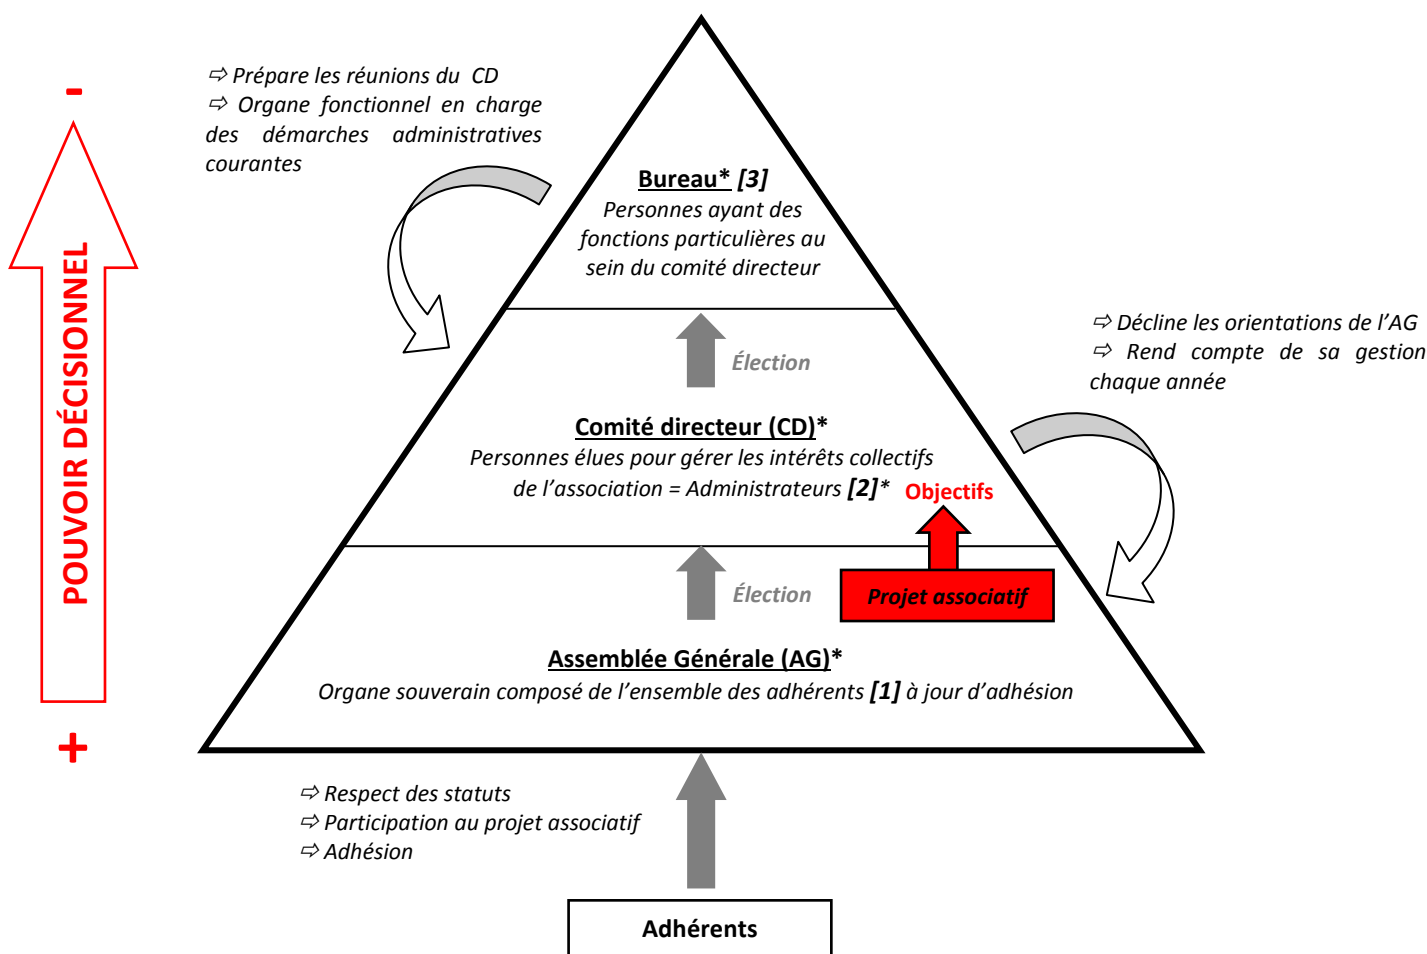 -
POUVOIR DÉCISIONNEL
+
⇨ Prépare les réunions du CD
⇨ Organe fonctionnel en charge
des démarches administratives
courantes
Bureau* [3]
Personnes ayant des
fonctions particulières au
sein du comité directeur
⇨ Décline les orientations de l’AG
⇨ Rend compte de sa gestion
chaque année
Élection
Comité directeur (CD)*
Personnes élues pour gérer les intérêts collectifs
de l’association = Administrateurs [2]*
Objectifs
Élection
Projet associatif
Assemblée Générale (AG)*
Organe souverain composé de l’ensemble des adhérents [1] à jour d’adhésion
⇨ Respect des statuts
⇨ Participation au projet associatif
⇨ Adhésion
Adhérents